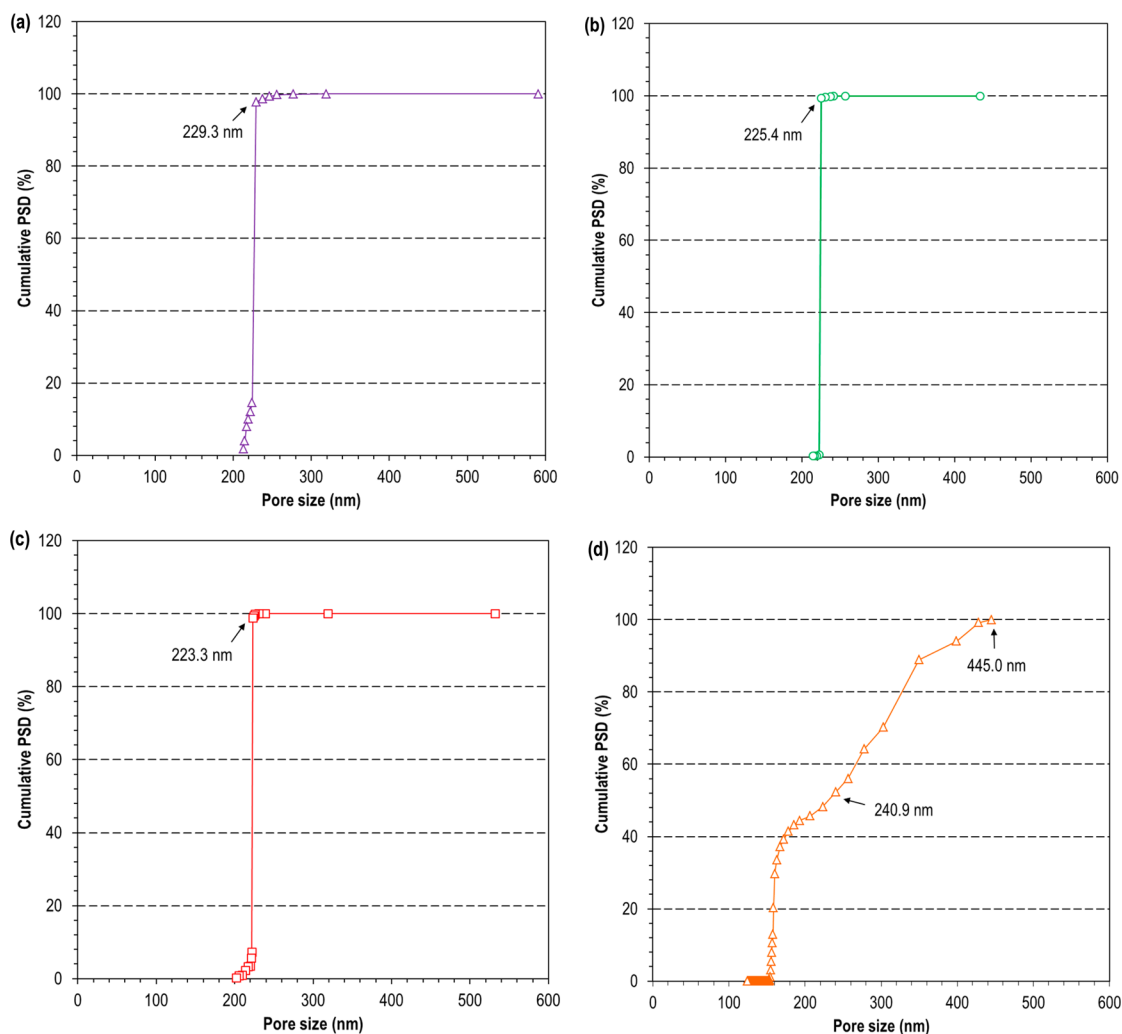 (a)
120
100
80
60
40
20
0
Cumulative PSD (%)
229.3 nm
0 100 200 300 400 500 600
Pore size (nm)
(b)
120
100
80
60
40
20
0
Cumulative PSD (%)
225.4 nm
0 100 200 300 400 500 600
Pore size (nm)
(c)
120
100
80
60
40
20
0
Cumulative PSD (%)
223.3 nm
0 100 200 300 400 500 600
Pore size (nm)
(d)
120
100
80
60
40
20
0
Cumulative PSD (%)
445.0 nm
240.9 nm
0 100 200 300 400 500 600
Pore size (nm)